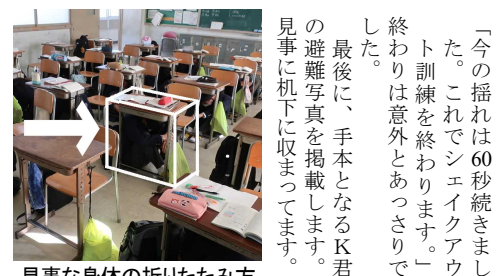 「今の揺れは60秒続きまし
た。これでシェイクアウ
ト訓練を終わります。」
終わりは意外とあっさりで
した。
最後に、手本となるK君
の避難写真を掲載します。
見事に机下に収まってます。
見事な身体の折りたたみ方